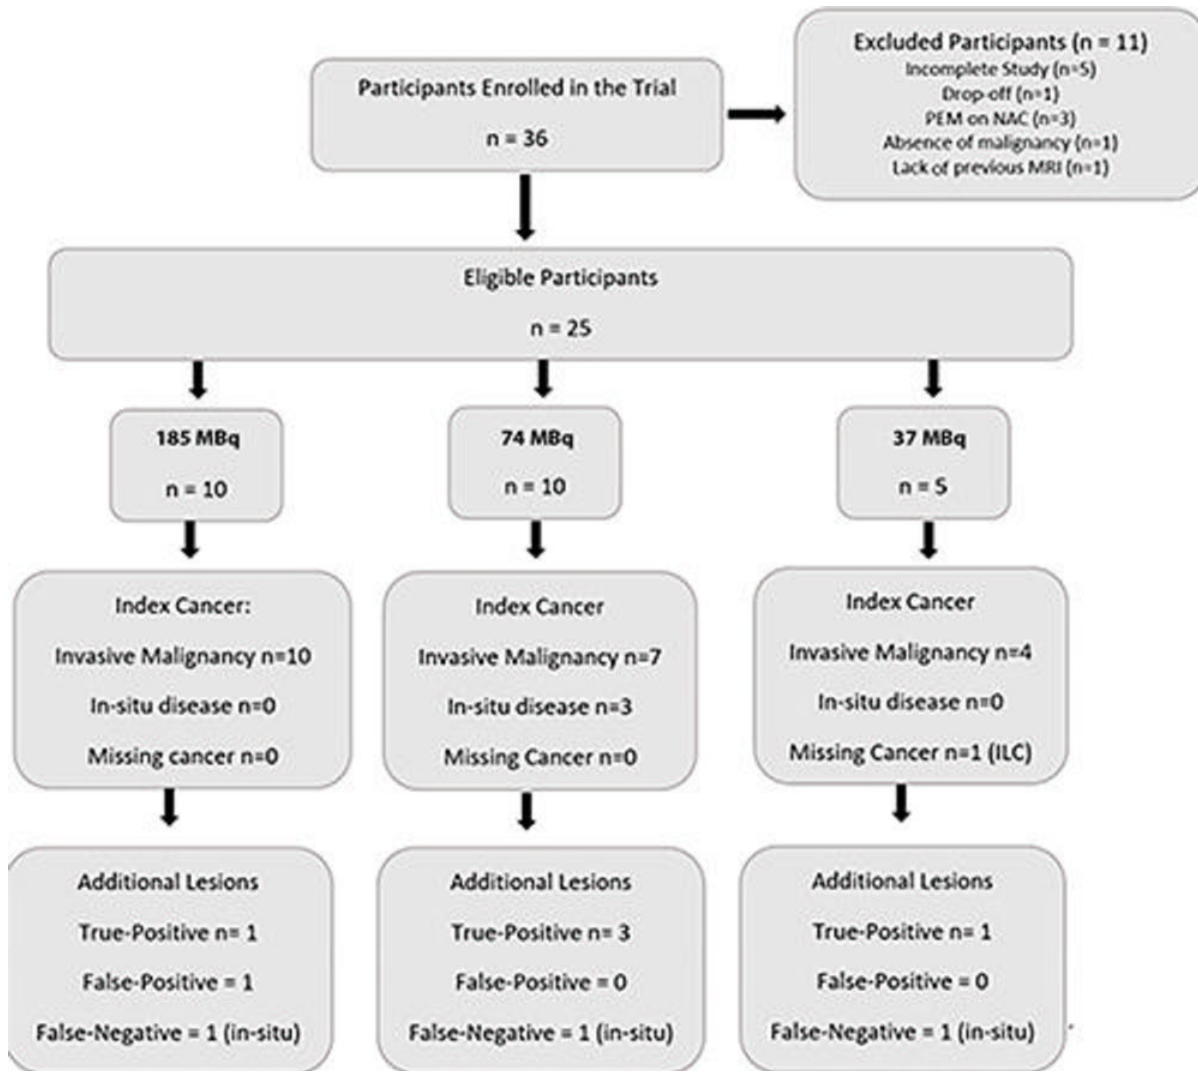 Participants Enrolled in the Trial
n = 36
Excluded Participants (n = 11)
Incomplete Study (n=5)
Drop-off (n=1)
PEM on NAC (n=3)
Absence of malignancy (n=1)
Lack of previous MRI (n=1)
Eligible Participants
n = 25
185 MBq
n = 10
74 MBq
n = 10
37 MBq
n = 5
Index Cancer:
Invasive Malignancy n=10
In-situ disease n=0
Missing cancer n=0
Index Cancer
Invasive Malignancy n=7
In-situ disease n=3
Missing Cancer n=0
Index Cancer
Invasive Malignancy n=4
In-situ disease n=0
Missing Cancer n=1 (ILC)
Additional Lesions
True-Positive n= 1
False-Positive = 1
False-Negative = 1 (in-situ)
Additional Lesions
True-Positive n= 3
False-Positive = 0
False-Negative = 1 (in-situ)
Additional Lesions
True-Positive n= 1
False-Positive = 0
False-Negative = 1 (in-situ)